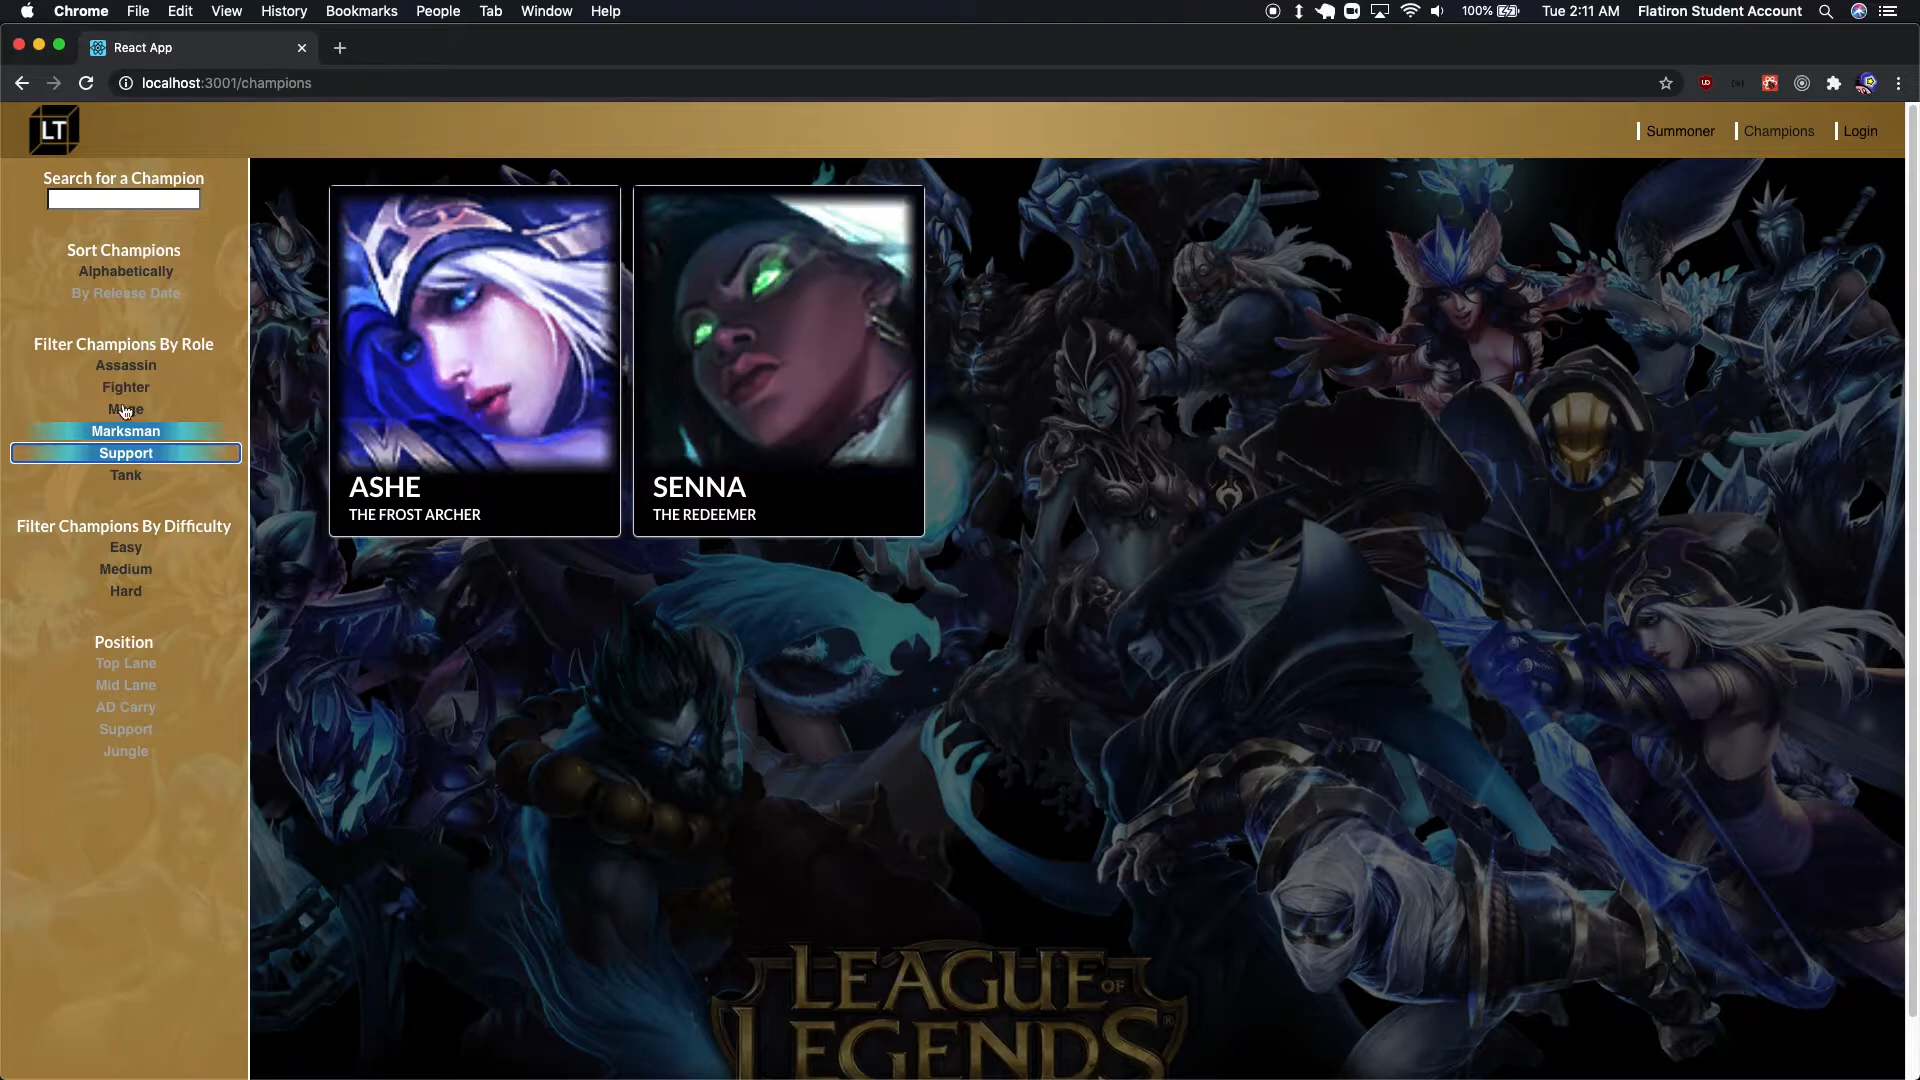 Chrome File Edit View History Bookmarks People Tab Window Help 100% Tue 2:11 AM Flatiron Student Account
React App
localhost:3001/champions
LT
Summoner Champions Login
Search for a Champion
Sort Champions
Alphabetically
By Release Date
Filter Champions By Role
Assassin
Fighter
Mage
Marksman
Support
Tank
Filter Champions By Difficulty
Easy
Medium
Hard
Position
Top Lane
Mid Lane
AD Carry
Support
Jungle
ASHE
THE FROST ARCHER
SENNA
THE REDEEMER
LEAGUE OF
LEGENDS